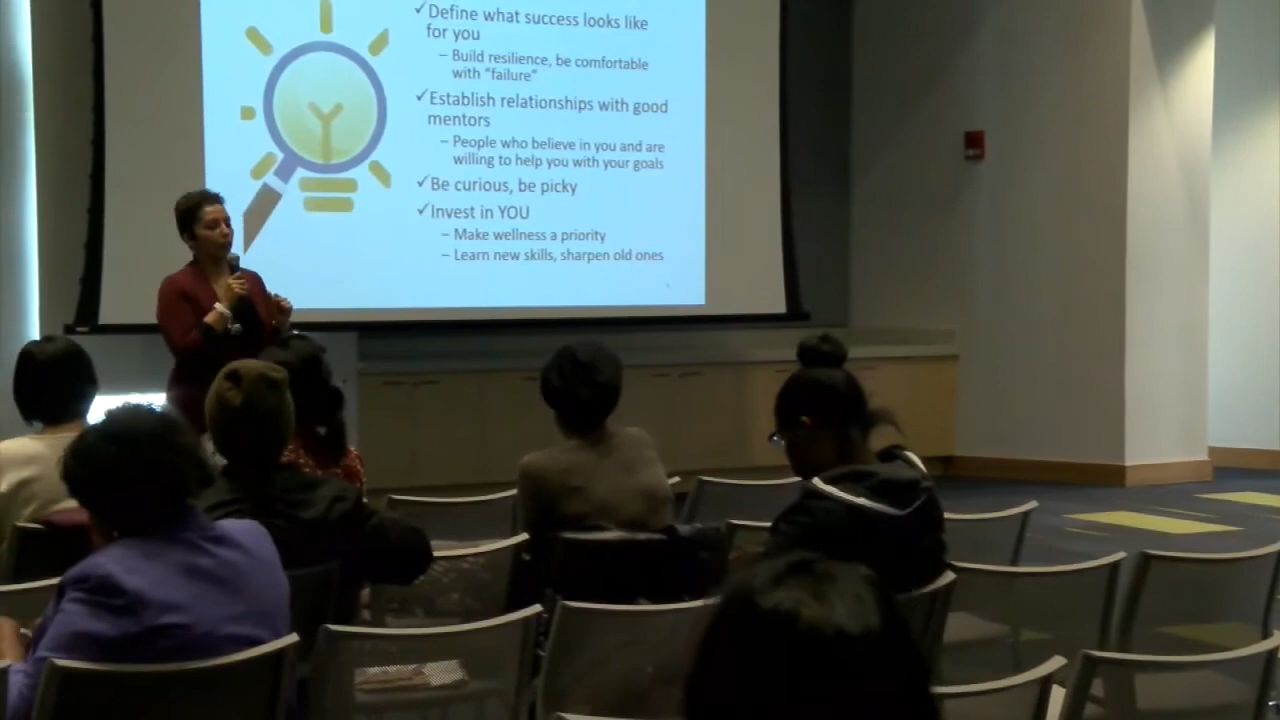 ✓Define what success looks like
for you
– Build resilience, be comfortable
with "failure"
✓Establish relationships with good
mentors
– People who believe in you and are
willing to help you with your goals
✓Be curious, be picky
✓Invest in YOU
– Make wellness a priority
– Learn new skills, sharpen old ones